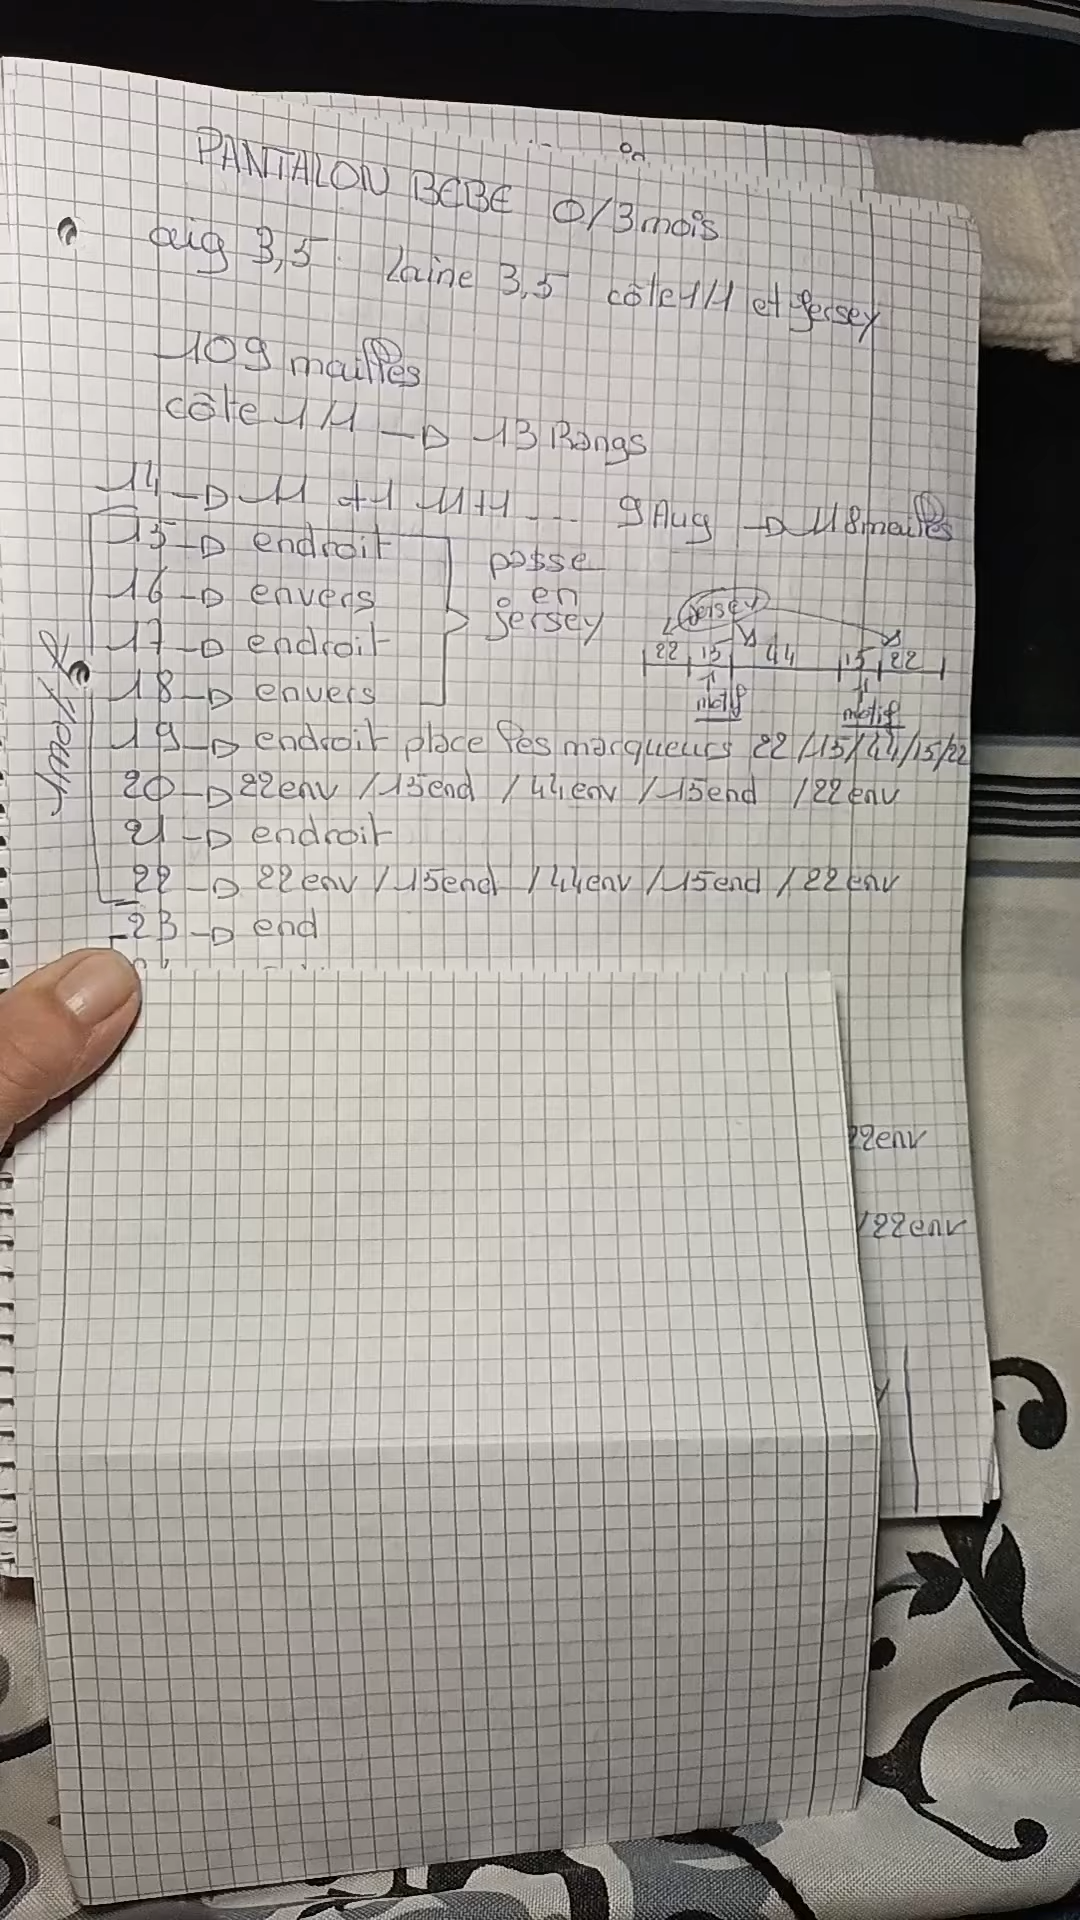 PANTALON BEBE 0/3 mois
aig 3,5 laine 3,5 côte 1/1 et jersey
109 mailles
côte 1/1 → 13 Rangs
14 → 11 +1 11+1 ... 9 Aug → 118 mailles
15 → endroit
16 → envers
17 → endroit
18 → envers
passe en jersey
jersey
22 15 44 15 22
motif motif
19 → endroit place les marqueurs 22/15/44/15/22
20 → 22env /15end /44env /15end /22env
21 → endroit
22 → 22env /15end /44env /15end /22env
23 → end
22env
/22env